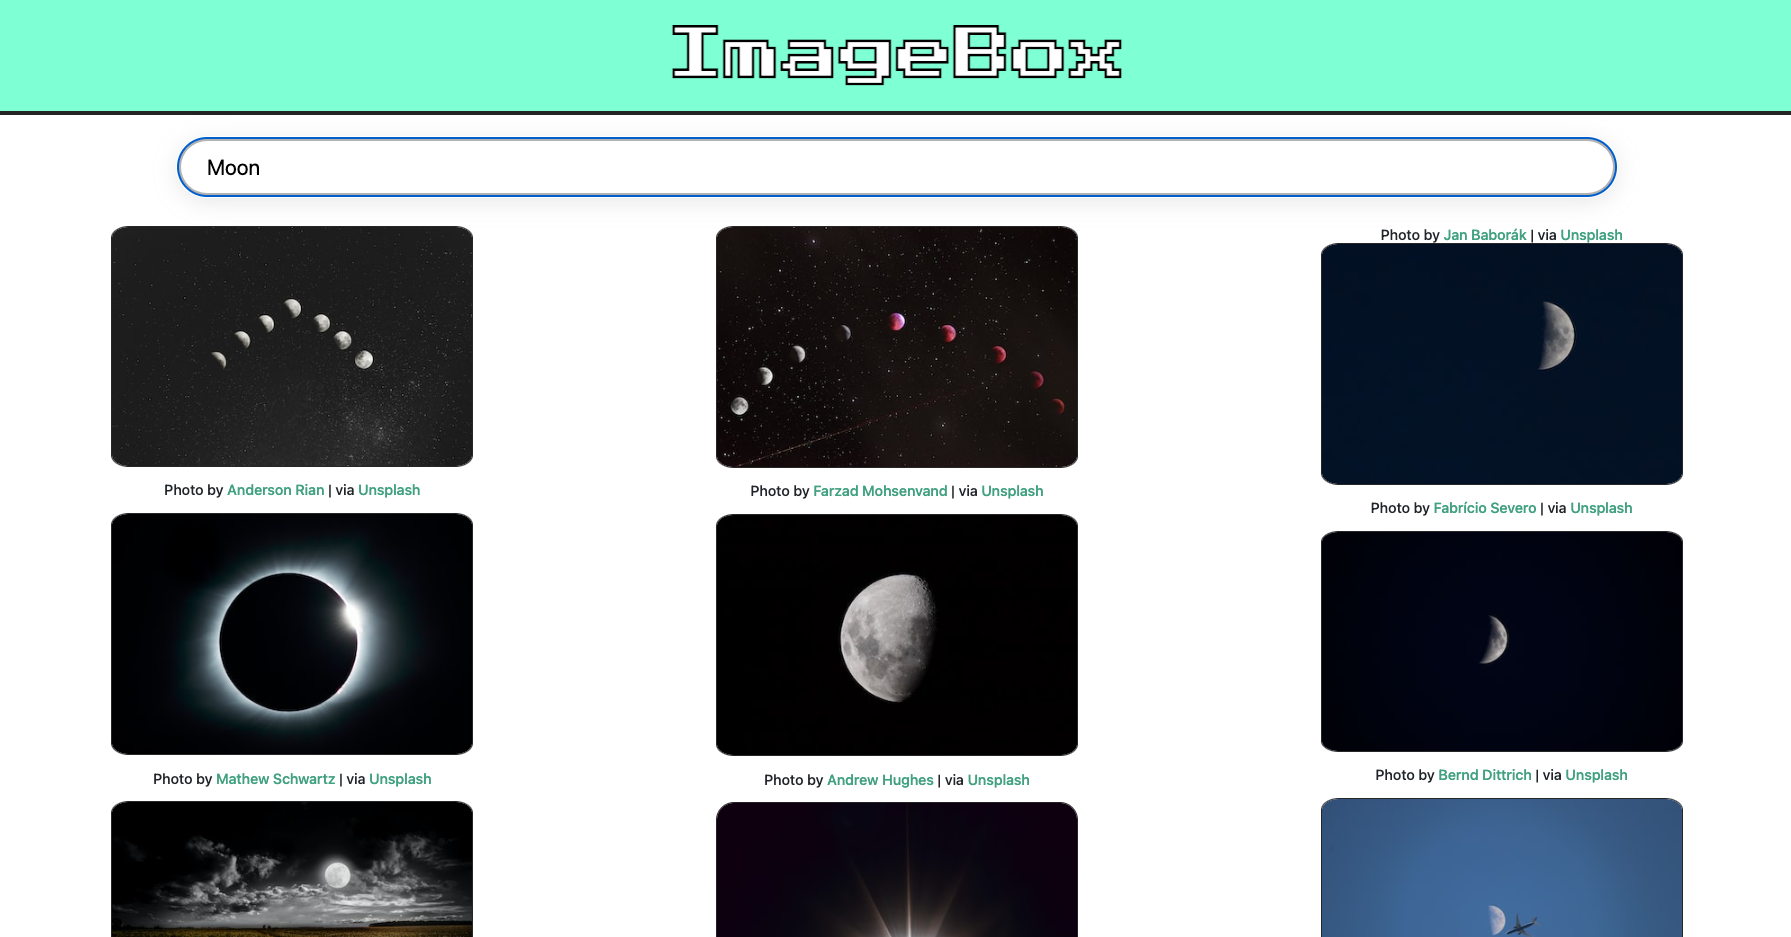 ImageBox
Moon
Photo by Jan Baborák | via Unsplash
Photo by Anderson Rian | via Unsplash
Photo by Farzad Mohsenvand | via Unsplash
Photo by Fabrício Severo | via Unsplash
Photo by Mathew Schwartz | via Unsplash
Photo by Andrew Hughes | via Unsplash
Photo by Bernd Dittrich | via Unsplash